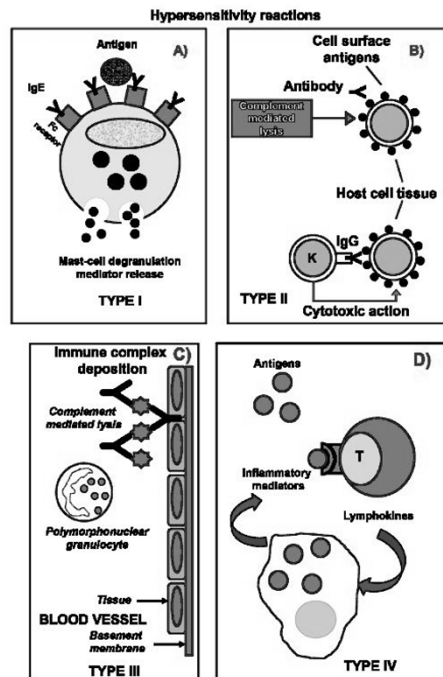 Hypersensitivity reactions
A)
Antigen
IgE
Fc
receptor
Mast-cell degranulation
mediator release
TYPE I
B)
Cell surface
antigens
Antibody
Complement
mediated
lysis
Host cell tissue
IgG
K
TYPE II
Cytotoxic action
C)
Immune complex
deposition
Complement
mediated lysis
Polymorphonuclear
granulocyte
Tissue
BLOOD VESSEL
Basement
membrane
TYPE III
D)
Antigens
T
Inflammatory
mediators
Lymphokines
TYPE IV